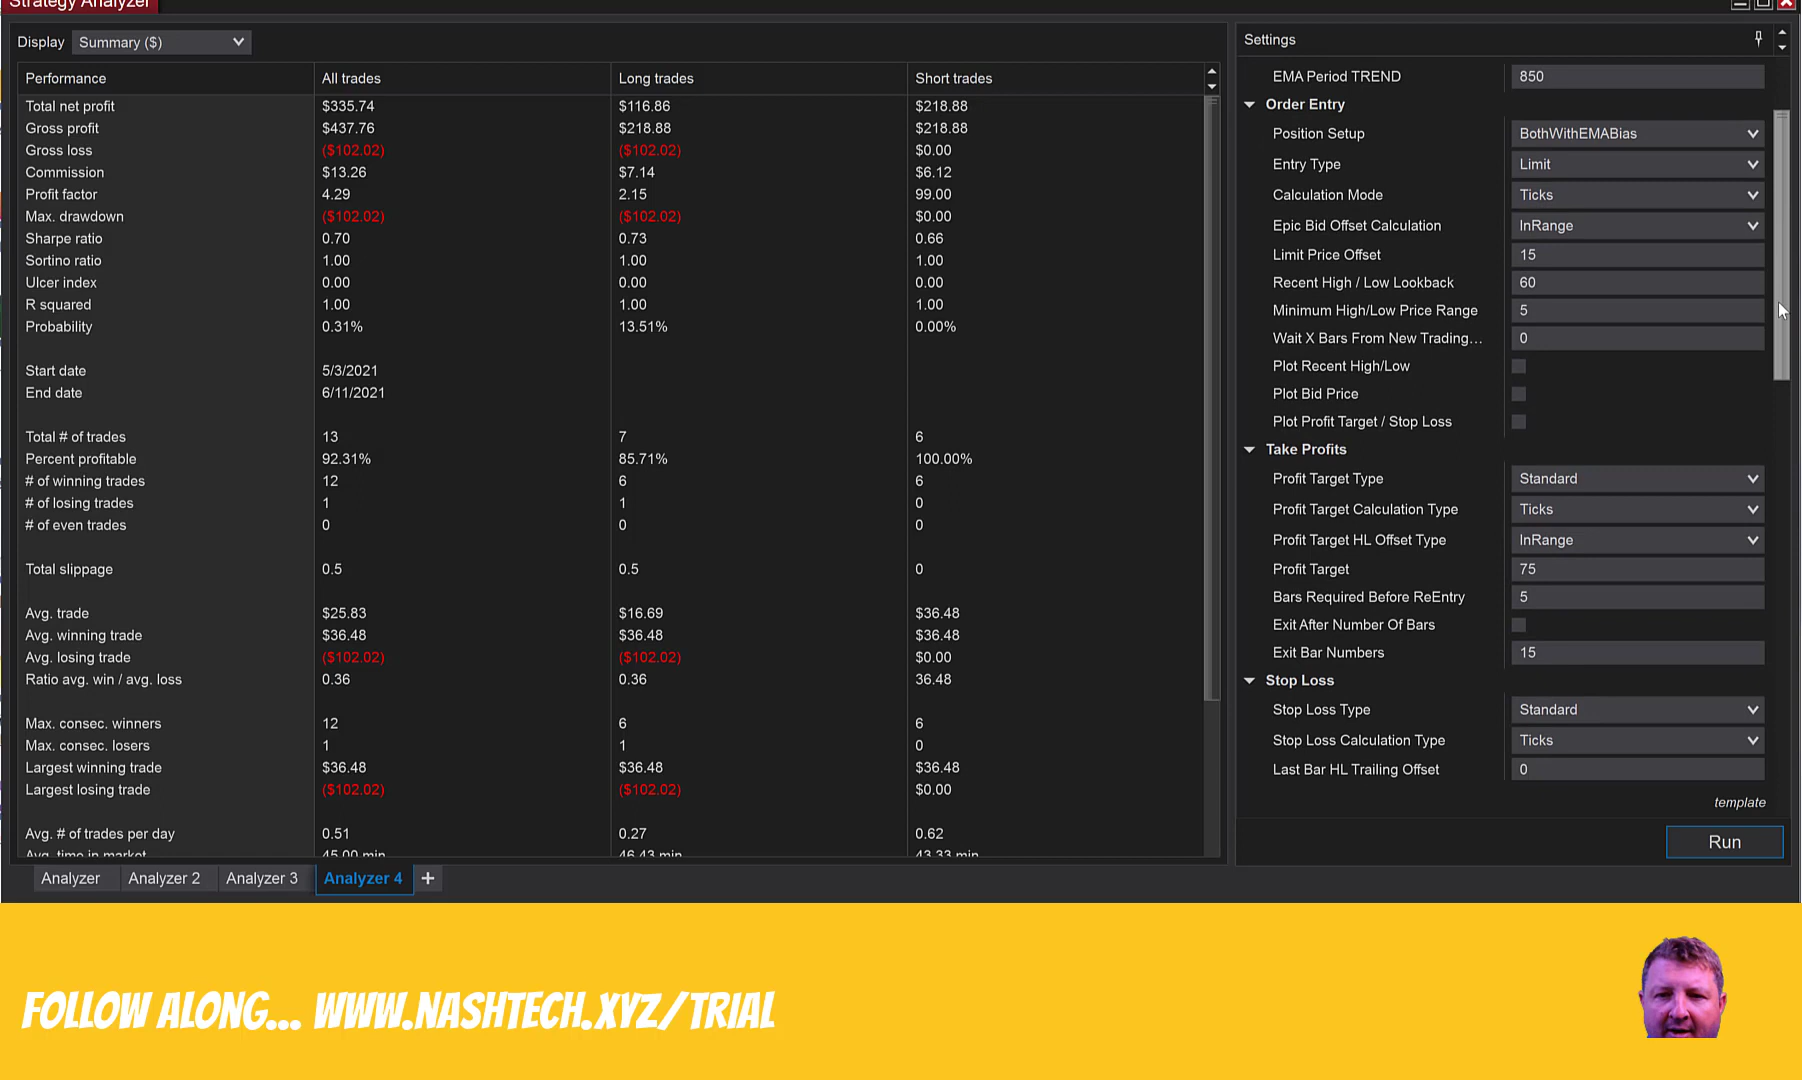 Strategy Analyzer
Display Summary ($)
Performance All trades Long trades Short trades
Total net profit $335.74 $116.86 $218.88
Gross profit $437.76 $218.88 $218.88
Gross loss ($102.02) ($102.02) $0.00
Commission $13.26 $7.14 $6.12
Profit factor 4.29 2.15 99.00
Max. drawdown ($102.02) ($102.02) $0.00
Sharpe ratio 0.70 0.73 0.66
Sortino ratio 1.00 1.00 1.00
Ulcer index 0.00 0.00 0.00
R squared 1.00 1.00 1.00
Probability 0.31% 13.51% 0.00%
Start date 5/3/2021
End date 6/11/2021
Total # of trades 13 7 6
Percent profitable 92.31% 85.71% 100.00%
# of winning trades 12 6 6
# of losing trades 1 1 0
# of even trades 0 0 0
Total slippage 0.5 0.5 0
Avg. trade $25.83 $16.69 $36.48
Avg. winning trade $36.48 $36.48 $36.48
Avg. losing trade ($102.02) ($102.02) $0.00
Ratio avg. win / avg. loss 0.36 0.36 36.48
Max. consec. winners 12 6 6
Max. consec. losers 1 1 0
Largest winning trade $36.48 $36.48 $36.48
Largest losing trade ($102.02) ($102.02) $0.00
Avg. # of trades per day 0.51 0.27 0.62
Avg. time in market 45.00 min 46.43 min 43.33 min
Analyzer Analyzer 2 Analyzer 3 Analyzer 4 +
Settings
EMA Period TREND 850
Order Entry
Position Setup BothWithEMABias
Entry Type Limit
Calculation Mode Ticks
Epic Bid Offset Calculation InRange
Limit Price Offset 15
Recent High / Low Lookback 60
Minimum High/Low Price Range 5
Wait X Bars From New Trading... 0
Plot Recent High/Low
Plot Bid Price
Plot Profit Target / Stop Loss
Take Profits
Profit Target Type Standard
Profit Target Calculation Type Ticks
Profit Target HL Offset Type InRange
Profit Target 75
Bars Required Before ReEntry 5
Exit After Number Of Bars
Exit Bar Numbers 15
Stop Loss
Stop Loss Type Standard
Stop Loss Calculation Type Ticks
Last Bar HL Trailing Offset 0
template
Run
FOLLOW ALONG... WWW.NASHTECH.XYZ/TRIAL